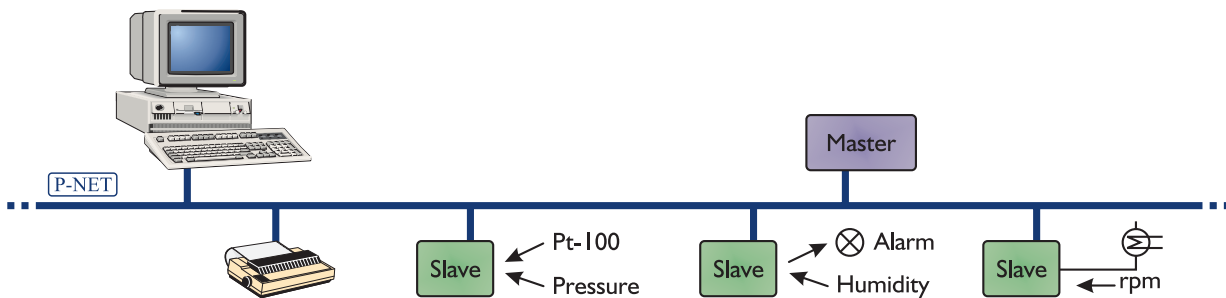 Master
P-NET
Slave
Pt-100
Pressure
Slave
Alarm
Humidity
Slave
rpm